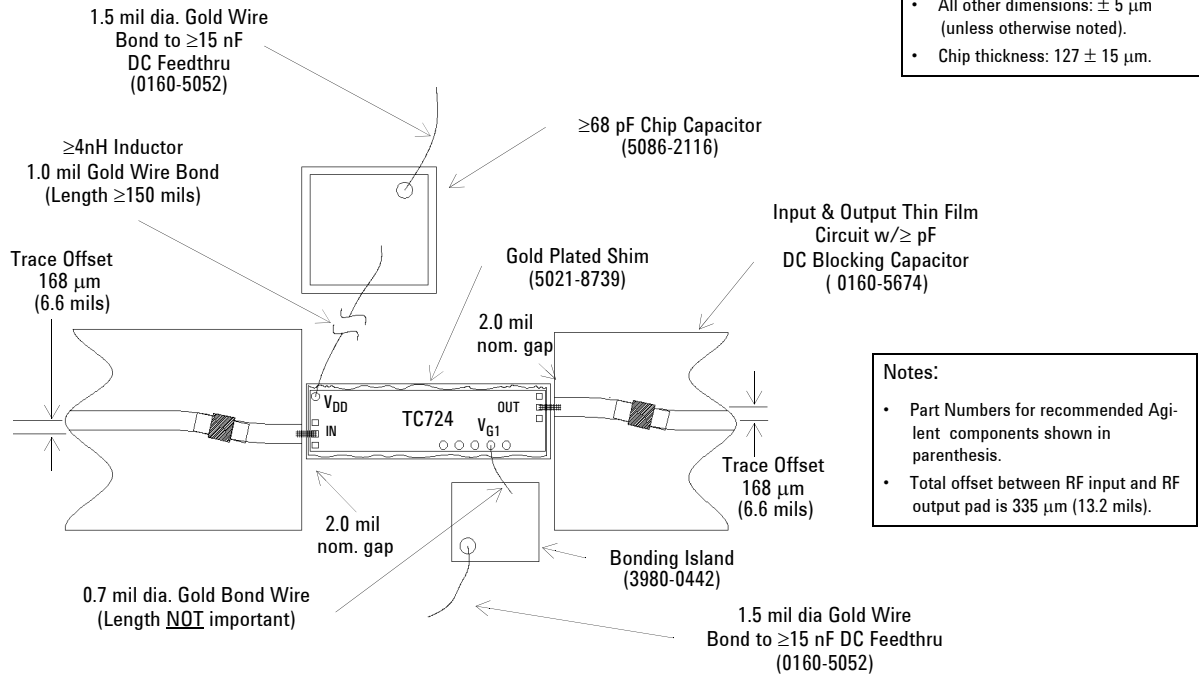 1.5 mil dia. Gold Wire
Bond to ≥15 nF
DC Feedthru
(0160-5052)
• All other dimensions: ± 5 μm
(unless otherwise noted).
• Chip thickness: 127 ± 15 μm.
≥4nH Inductor
1.0 mil Gold Wire Bond
(Length ≥150 mils)
≥68 pF Chip Capacitor
(5086-2116)
Input & Output Thin Film
Circuit w/≥ pF
DC Blocking Capacitor
( 0160-5674)
Trace Offset
168 μm
(6.6 mils)
Gold Plated Shim
(5021-8739)
2.0 mil
nom. gap
VDD
IN
TC724
OUT
VG1
Notes:
• Part Numbers for recommended Agi-
lent components shown in
parenthesis.
• Total offset between RF input and RF
output pad is 335 μm (13.2 mils).
Trace Offset
168 μm
(6.6 mils)
2.0 mil
nom. gap
Bonding Island
(3980-0442)
0.7 mil dia. Gold Bond Wire
(Length NOT important)
1.5 mil dia Gold Wire
Bond to ≥15 nF DC Feedthru
(0160-5052)